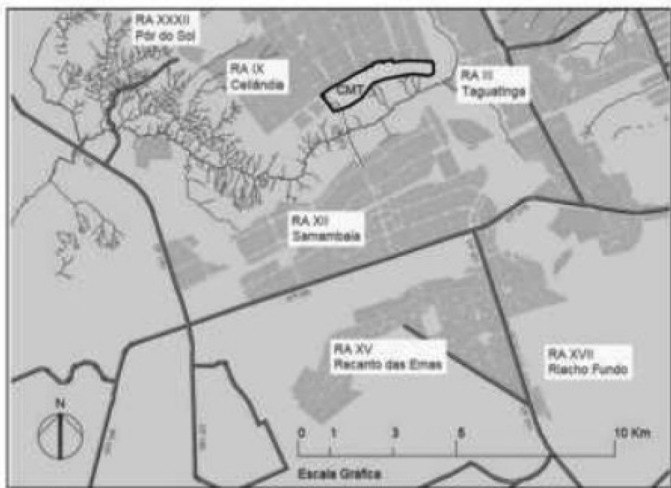 RA XXXII
Pôr do Sol
RA IX
Ceilândia
CMT
RA III
Taguatinga
RA XII
Samambaia
RA XV
Recanto das Emas
RA XVII
Riacho Fundo
N
0 1 3 5 10 Km
Escala Gráfica